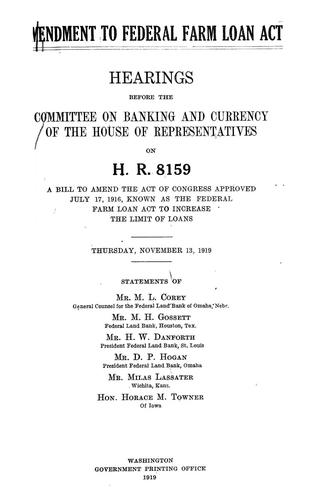 MENDMENT TO FEDERAL FARM LOAN ACT
HEARINGS
BEFORE THE
COMMITTEE ON BANKING AND CURRENCY
OF THE HOUSE OF REPRESENTATIVES
ON
H. R. 8159
A BILL TO AMEND THE ACT OF CONGRESS APPROVED
JULY 17, 1916, KNOWN AS THE FEDERAL
FARM LOAN ACT TO INCREASE
THE LIMIT OF LOANS
THURSDAY, NOVEMBER 13, 1919
STATEMENTS OF
MR. M. L. COREY
General Counsel for the Federal Land Bank of Omaha, Nebr.
MR. M. H. GOSSETT
Federal Land Bank, Houston, Tex.
MR. H. W. DANFORTH
President Federal Land Bank, St. Louis
MR. D. P. HOGAN
President Federal Land Bank, Omaha
MR. MILAS LASSATER
Wichita, Kans.
HON. HORACE M. TOWNER
Of Iowa
WASHINGTON
GOVERNMENT PRINTING OFFICE
1919